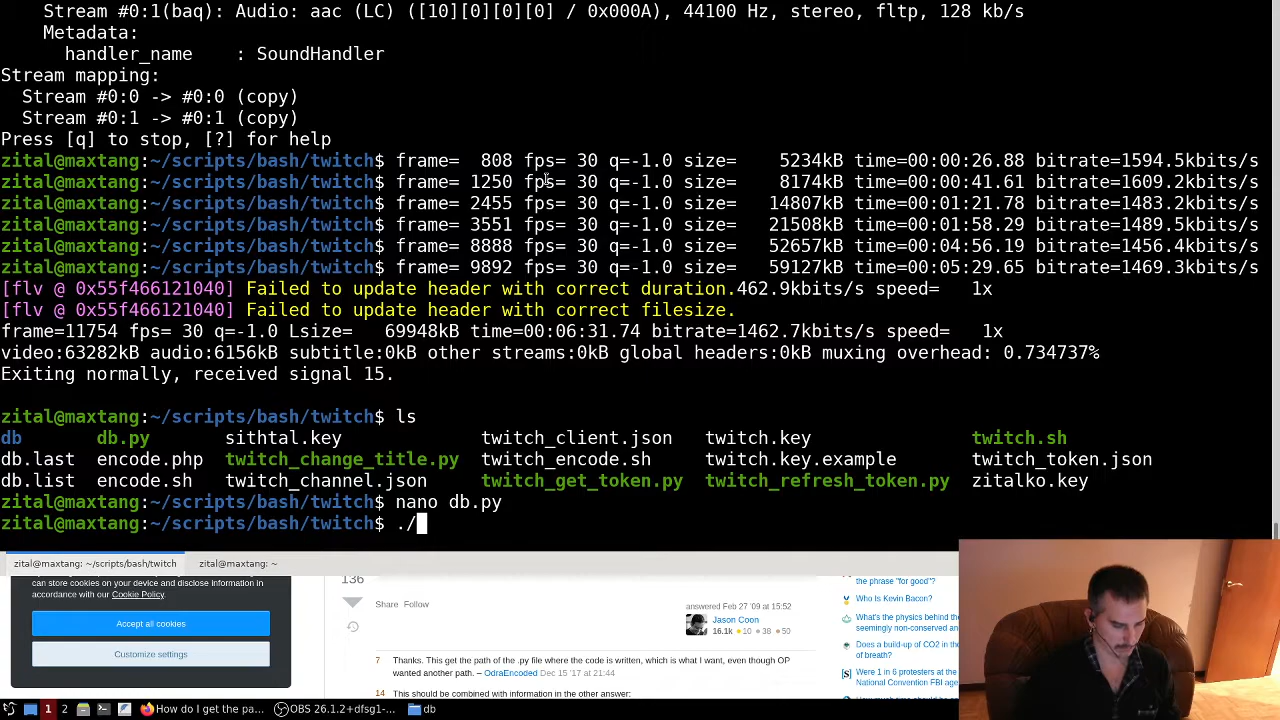 Stream #0:1(baq): Audio: aac (LC) ([10][0][0][0] / 0x000A), 44100 Hz, stereo, fltp, 128 kb/s
Metadata:
handler_name : SoundHandler
Stream mapping:
Stream #0:0 -> #0:0 (copy)
Stream #0:1 -> #0:1 (copy)
Press [q] to stop, [?] for help
zital@maxtang:~/scripts/bash/twitch$ frame= 808 fps= 30 q=-1.0 size= 5234kB time=00:00:26.88 bitrate=1594.5kbits/s
zital@maxtang:~/scripts/bash/twitch$ frame= 1250 fps= 30 q=-1.0 size= 8174kB time=00:00:41.61 bitrate=1609.2kbits/s
zital@maxtang:~/scripts/bash/twitch$ frame= 2455 fps= 30 q=-1.0 size= 14807kB time=00:01:21.78 bitrate=1483.2kbits/s
zital@maxtang:~/scripts/bash/twitch$ frame= 3551 fps= 30 q=-1.0 size= 21508kB time=00:01:58.29 bitrate=1489.5kbits/s
zital@maxtang:~/scripts/bash/twitch$ frame= 8888 fps= 30 q=-1.0 size= 52657kB time=00:04:56.19 bitrate=1456.4kbits/s
zital@maxtang:~/scripts/bash/twitch$ frame= 9892 fps= 30 q=-1.0 size= 59127kB time=00:05:29.65 bitrate=1469.3kbits/s
[flv @ 0x55f466121040] Failed to update header with correct duration.462.9kbits/s speed= 1x
[flv @ 0x55f466121040] Failed to update header with correct filesize.
frame=11754 fps= 30 q=-1.0 Lsize= 69948kB time=00:06:31.74 bitrate=1462.7kbits/s speed= 1x
video:63282kB audio:6156kB subtitle:0kB other streams:0kB global headers:0kB muxing overhead: 0.734737%
Exiting normally, received signal 15.
zital@maxtang:~/scripts/bash/twitch$ ls
db db.py sithtal.key twitch_client.json twitch.key twitch.sh
db.last encode.php twitch_change_title.py twitch_encode.sh twitch.key.example twitch_token.json
db.list encode.sh twitch_channel.json twitch_get_token.py twitch_refresh_token.py zitalko.key
zital@maxtang:~/scripts/bash/twitch$ nano db.py
zital@maxtang:~/scripts/bash/twitch$ ./
zital@maxtang: ~/scripts/bash/twitch zital@maxtang: ~
can store cookies on your device and disclose information in
accordance with our Cookie Policy.
Accept all cookies
Customize settings
136
Share Follow
answered Feb 27 '09 at 15:52
Jason Coon
16.1k 10 38 50
7 Thanks. This get the path of the .py file where the code is written, which is what I want, even though OP
wanted another path. – OdraEncoded Dec 15 '17 at 21:44
14 This should be combined with information in the other answer:
the phrase "for good"?
Who Is Kevin Bacon?
What's the physics behind the
seemingly non-conserved an
Does a build-up of CO2 in th
of breath?
Were 1 in 6 protesters at the
National Convention FBI age
1 2 How do I get the pa... OBS 26.1.2+dfsg1-... db